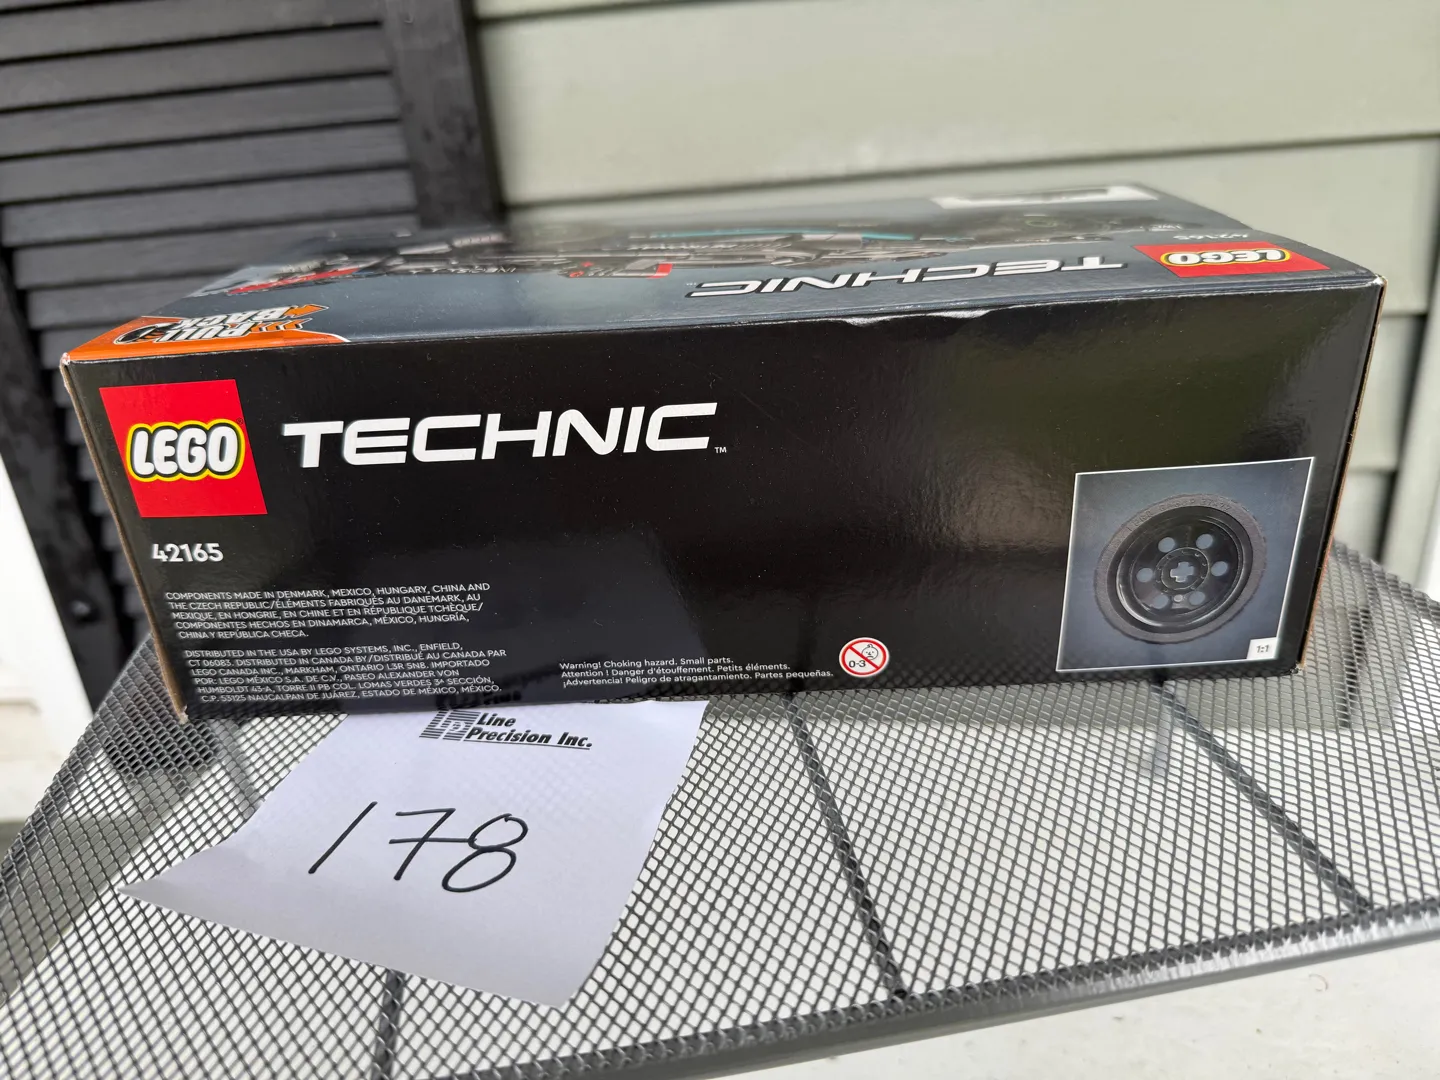 42165
LEGO
TECHNIC
PULL
BACK
LEGO
TECHNIC™
42165
COMPONENTS MADE IN DENMARK, MEXICO, HUNGARY, CHINA AND
THE CZECH REPUBLIC/ÉLÉMENTS FABRIQUÉS AU DANEMARK, AU
MEXIQUE, EN HONGRIE, EN CHINE ET EN RÉPUBLIQUE TCHÈQUE/
COMPONENTES HECHOS EN DINAMARCA, MÉXICO, HUNGRÍA,
CHINA Y REPÚBLICA CHECA.
DISTRIBUTED IN THE USA BY LEGO SYSTEMS, INC., ENFIELD,
CT 06083. DISTRIBUTED IN CANADA BY/DISTRIBUÉ AU CANADA PAR
LEGO CANADA INC., MARKHAM, ONTARIO L3R 5N8. IMPORTADO
POR: LEGO MÉXICO S.A. DE C.V., PASEO ALEXANDER VON
HUMBOLDT 43-A, TORRE II PB COL. LOMAS VERDES 3ª SECCIÓN,
C.P. 53125 NAUCALPAN DE JUÁREZ, ESTADO DE MÉXICO, MÉXICO.
Warning! Choking hazard. Small parts.
Attention ! Danger d'étouffement. Petits éléments.
¡Advertencia! Peligro de atragantamiento. Partes pequeñas.
0-3
1:1
Line
Precision Inc.
178